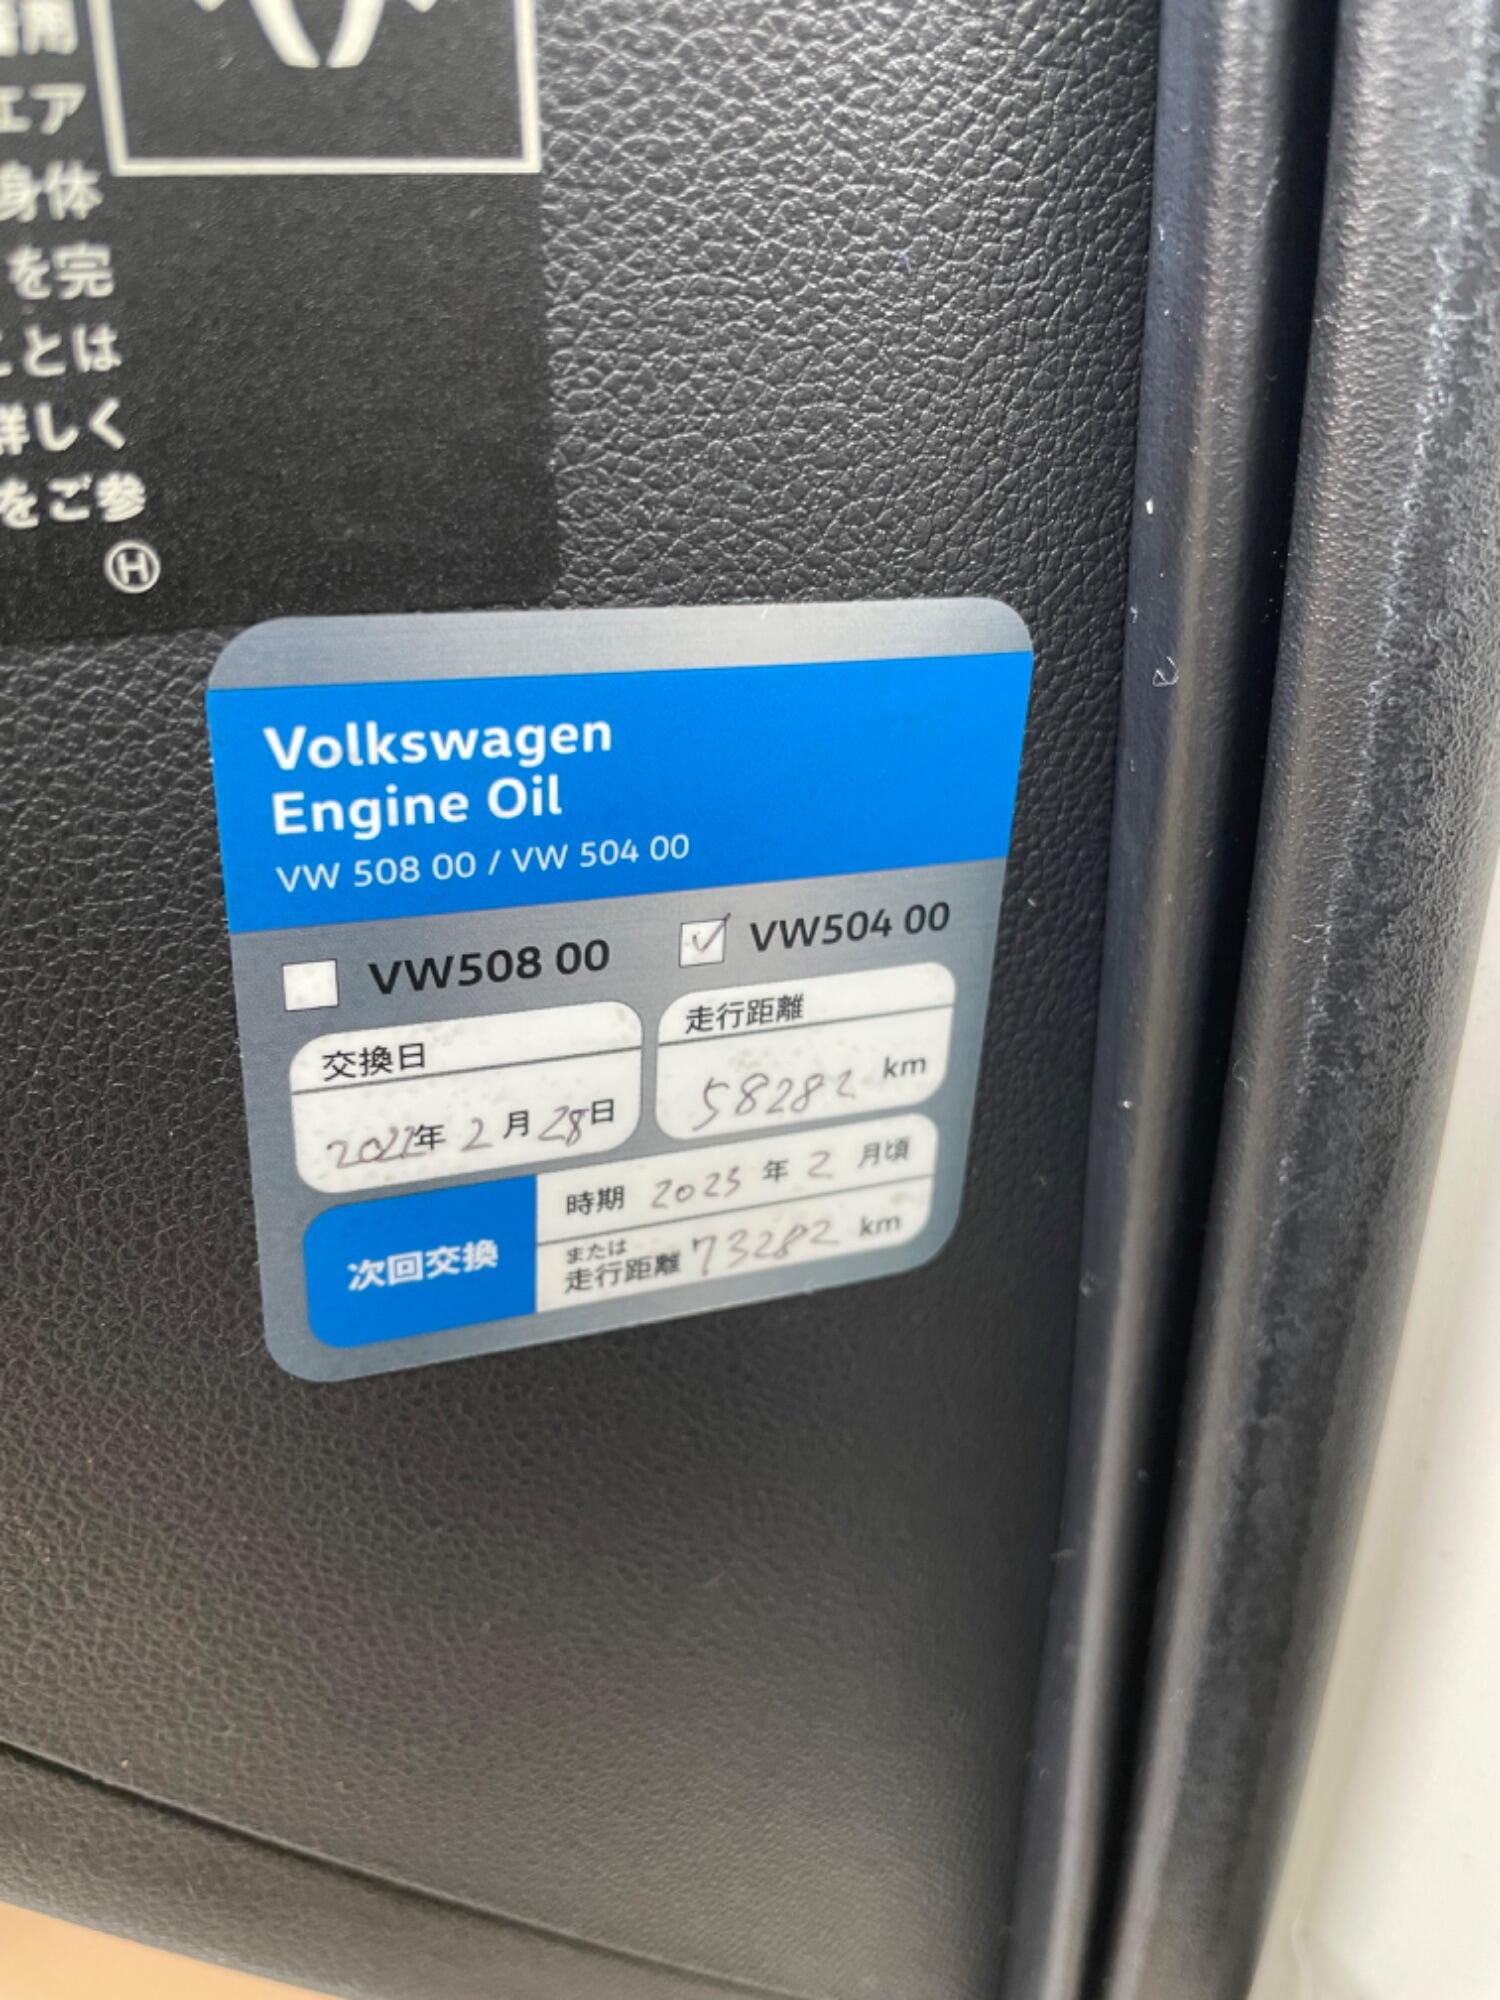 着用
エア
身体
を完
ことは
詳しく
をご参
Ⓗ
Volkswagen
Engine Oil
VW 508 00 / VW 504 00
VW508 00 ✓ VW504 00
交換日
2022年 2月 28日
走行距離
58282 km
次回交換
時期 2023 年 2 月頃
または
走行距離 73282 km